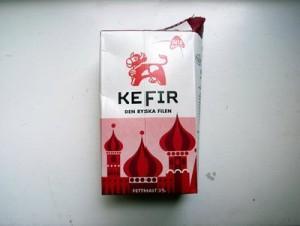 KEFIR
DEN RYSKA FILEN
FETTHALT 3%